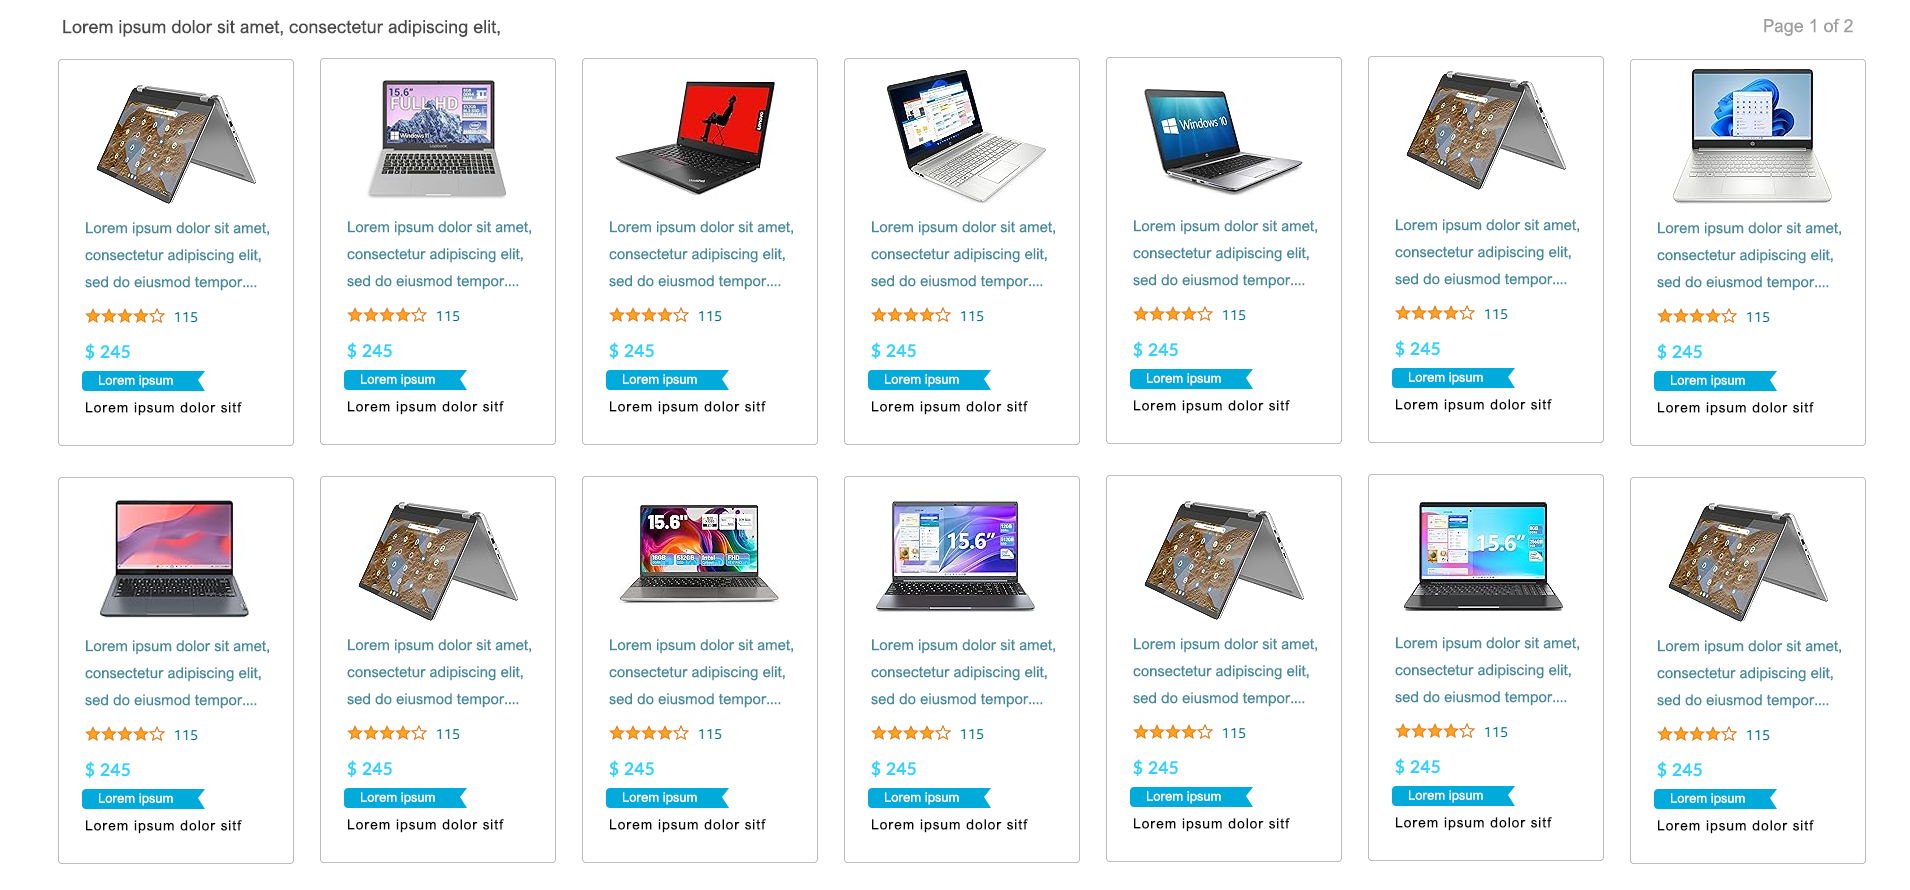 Lorem ipsum dolor sit amet, consectetur adipiscing elit,
Page 1 of 2
15.6"
FULL HD
Windows 11
Lenovo
ThinkPad
Windows 10
Lorem ipsum dolor sit amet,
consectetur adipiscing elit,
sed do eiusmod tempor....
115
$ 245
Lorem ipsum
Lorem ipsum dolor sitf
Lorem ipsum dolor sit amet,
consectetur adipiscing elit,
sed do eiusmod tempor....
115
$ 245
Lorem ipsum
Lorem ipsum dolor sitf
Lorem ipsum dolor sit amet,
consectetur adipiscing elit,
sed do eiusmod tempor....
115
$ 245
Lorem ipsum
Lorem ipsum dolor sitf
Lorem ipsum dolor sit amet,
consectetur adipiscing elit,
sed do eiusmod tempor....
115
$ 245
Lorem ipsum
Lorem ipsum dolor sitf
Lorem ipsum dolor sit amet,
consectetur adipiscing elit,
sed do eiusmod tempor....
115
$ 245
Lorem ipsum
Lorem ipsum dolor sitf
Lorem ipsum dolor sit amet,
consectetur adipiscing elit,
sed do eiusmod tempor....
115
$ 245
Lorem ipsum
Lorem ipsum dolor sitf
Lorem ipsum dolor sit amet,
consectetur adipiscing elit,
sed do eiusmod tempor....
115
$ 245
Lorem ipsum
Lorem ipsum dolor sitf
Lorem ipsum dolor sit amet,
consectetur adipiscing elit,
sed do eiusmod tempor....
115
$ 245
Lorem ipsum
Lorem ipsum dolor sitf
Lorem ipsum dolor sit amet,
consectetur adipiscing elit,
sed do eiusmod tempor....
115
$ 245
Lorem ipsum
Lorem ipsum dolor sitf
15.6"
16GB
512GB
Intel
FHD
Lorem ipsum dolor sit amet,
consectetur adipiscing elit,
sed do eiusmod tempor....
115
$ 245
Lorem ipsum
Lorem ipsum dolor sitf
15.6"
12GB
512GB
Lorem ipsum dolor sit amet,
consectetur adipiscing elit,
sed do eiusmod tempor....
115
$ 245
Lorem ipsum
Lorem ipsum dolor sitf
Lorem ipsum dolor sit amet,
consectetur adipiscing elit,
sed do eiusmod tempor....
115
$ 245
Lorem ipsum
Lorem ipsum dolor sitf
15.6"
Lorem ipsum dolor sit amet,
consectetur adipiscing elit,
sed do eiusmod tempor....
115
$ 245
Lorem ipsum
Lorem ipsum dolor sitf
Lorem ipsum dolor sit amet,
consectetur adipiscing elit,
sed do eiusmod tempor....
115
$ 245
Lorem ipsum
Lorem ipsum dolor sitf